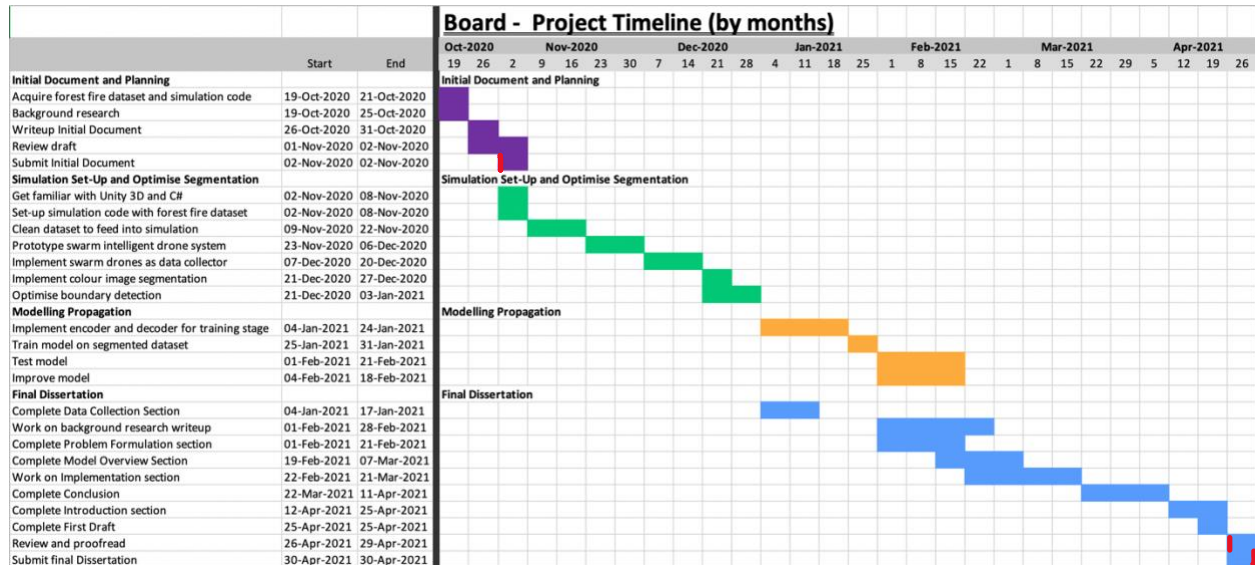 Board - Project Timeline (by months)
Oct-2020 Nov-2020 Dec-2020 Jan-2021 Feb-2021 Mar-2021 Apr-2021
Start End 19 26 2 9 16 23 30 7 14 21 28 4 11 18 25 1 8 15 22 1 8 15 22 29 5 12 19 26
Initial Document and Planning Initial Document and Planning
Acquire forest fire dataset and simulation code 19-Oct-2020 21-Oct-2020
Background research 19-Oct-2020 25-Oct-2020
Writeup Initial Document 26-Oct-2020 31-Oct-2020
Review draft 01-Nov-2020 02-Nov-2020
Submit Initial Document 02-Nov-2020 02-Nov-2020
Simulation Set-Up and Optimise Segmentation Simulation Set-Up and Optimise Segmentation
Get familiar with Unity 3D and C# 02-Nov-2020 08-Nov-2020
Set-up simulation code with forest fire dataset 02-Nov-2020 08-Nov-2020
Clean dataset to feed into simulation 09-Nov-2020 22-Nov-2020
Prototype swarm intelligent drone system 23-Nov-2020 06-Dec-2020
Implement swarm drones as data collector 07-Dec-2020 20-Dec-2020
Implement colour image segmentation 21-Dec-2020 27-Dec-2020
Optimise boundary detection 21-Dec-2020 03-Jan-2021
Modelling Propagation Modelling Propagation
Implement encoder and decoder for training stage 04-Jan-2021 24-Jan-2021
Train model on segmented dataset 25-Jan-2021 31-Jan-2021
Test model 01-Feb-2021 21-Feb-2021
Improve model 04-Feb-2021 18-Feb-2021
Final Dissertation Final Dissertation
Complete Data Collection Section 04-Jan-2021 17-Jan-2021
Work on background research writeup 01-Feb-2021 28-Feb-2021
Complete Problem Formulation section 01-Feb-2021 21-Feb-2021
Complete Model Overview Section 19-Feb-2021 07-Mar-2021
Work on Implementation section 22-Feb-2021 21-Mar-2021
Complete Conclusion 22-Mar-2021 11-Apr-2021
Complete Introduction section 12-Apr-2021 25-Apr-2021
Complete First Draft 25-Apr-2021 25-Apr-2021
Review and proofread 26-Apr-2021 29-Apr-2021
Submit final Dissertation 30-Apr-2021 30-Apr-2021